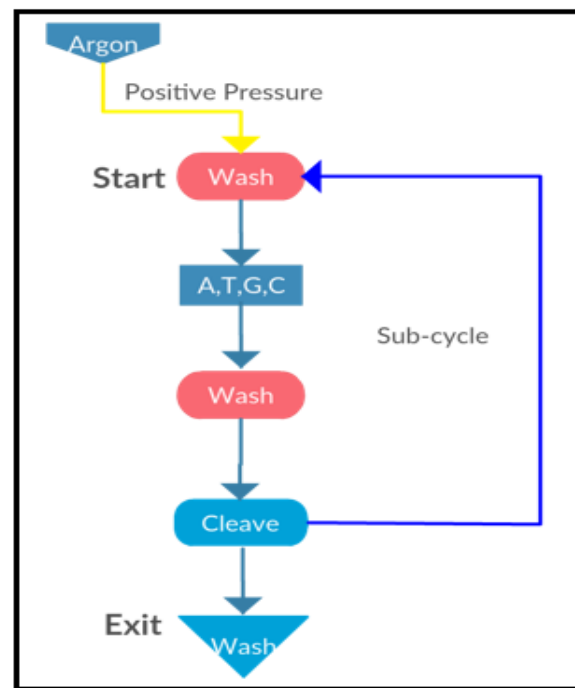 Argon
Positive Pressure
Start
Wash
A,T,G,C
Sub-cycle
Wash
Cleave
Exit
Wash